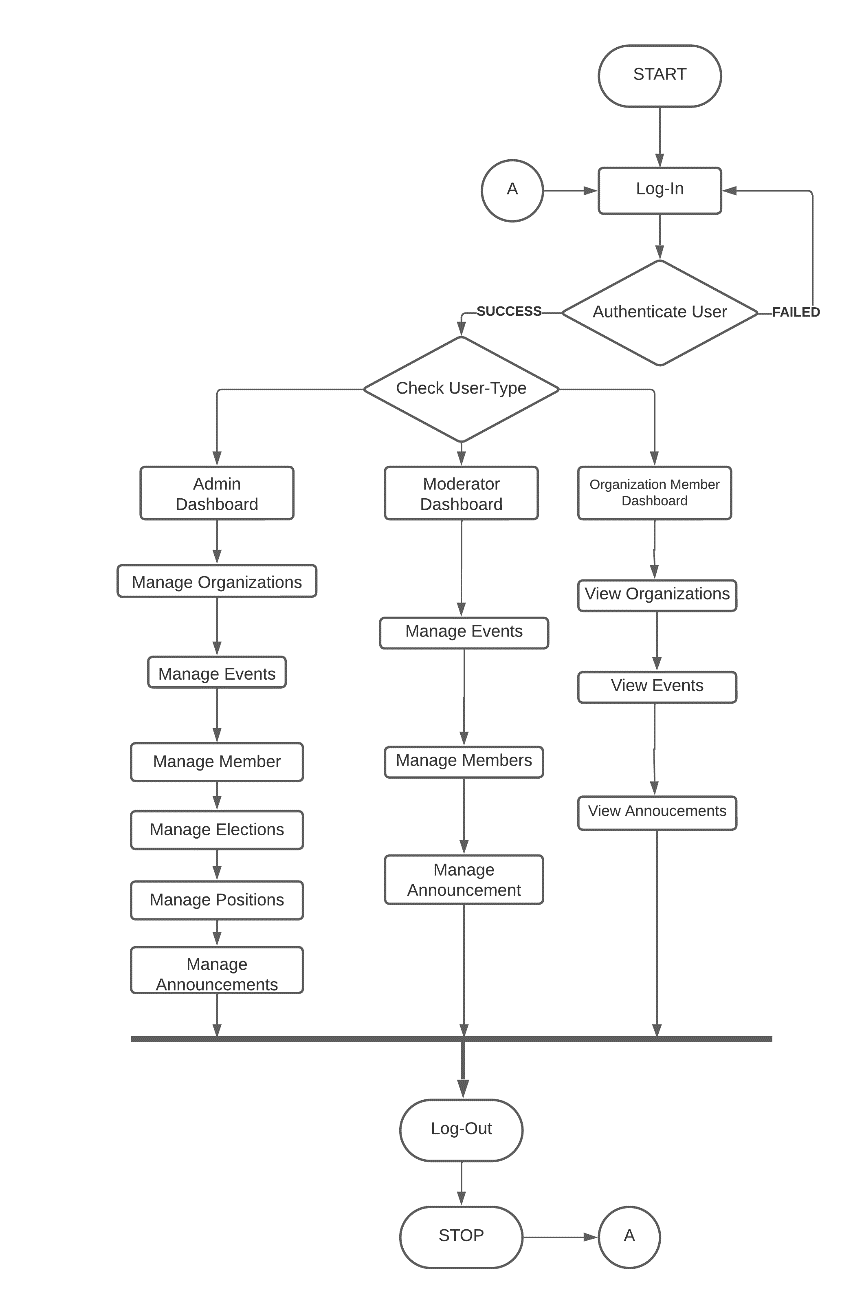 START
A
Log-In
SUCCESS
Authenticate User
FAILED
Check User-Type
Admin
Dashboard
Moderator
Dashboard
Organization Member
Dashboard
Manage Organizations
View Organizations
Manage Events
Manage Events
View Events
Manage Member
Manage Members
View Annoucements
Manage Elections
Manage
Announcement
Manage Positions
Manage
Announcements
Log-Out
STOP
A